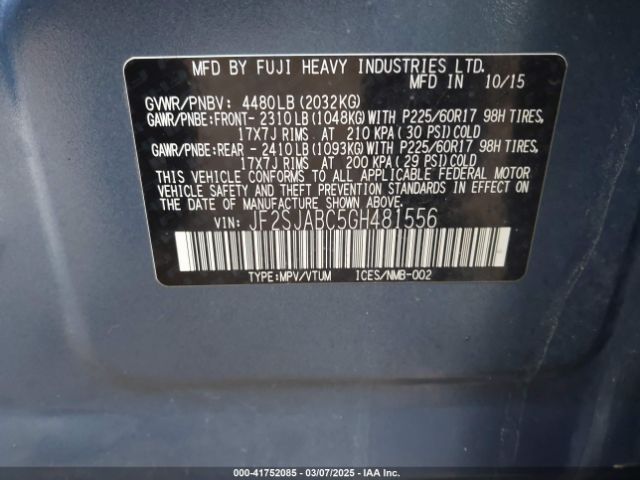 MFD BY FUJI HEAVY INDUSTRIES LTD.
MFD IN 10/15
GVWR/PNBV: 4480LB(2032KG)
GAWR/PNBE:FRONT- 2310LB(1048KG)WITH P225/60R17 98H TIRES,
17X7J RIMS AT 210 KPA(30 PSI)COLD
GAWR/PNBE:REAR - 2410LB(1093KG)WITH P225/60R17 98H TIRES,
17X7J RIMS AT 200 KPA(29 PSI)COLD
THIS VEHICLE CONFORMS TO ALL APPLICABLE FEDERAL MOTOR
VEHICLE SAFETY AND THEFT PREVENTION STANDARDS IN EFFECT ON
THE DATE OF MANUFACTURE SHOWN ABOVE.
VIN: JF2SJABC5GH481556
TYPE:MPV/VTUM ICES/NMB-002
000-41752085 - 03/07/2025 - IAA Inc.